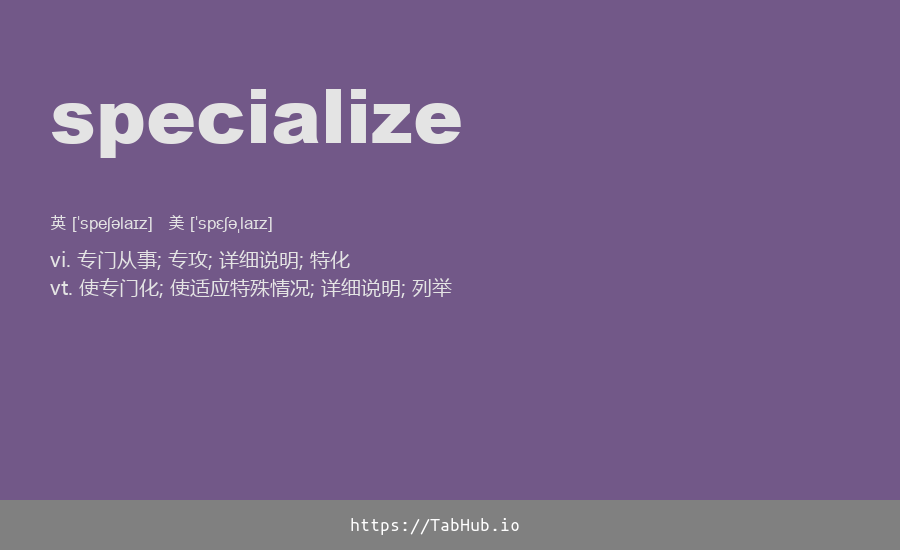 specialize
英 [ˈspeʃəlaɪz] 美 [ˈspɛʃəˌlaɪz]
vi. 专门从事; 专攻; 详细说明; 特化
vt. 使专门化; 使适应特殊情况; 详细说明; 列举
https://TabHub.io